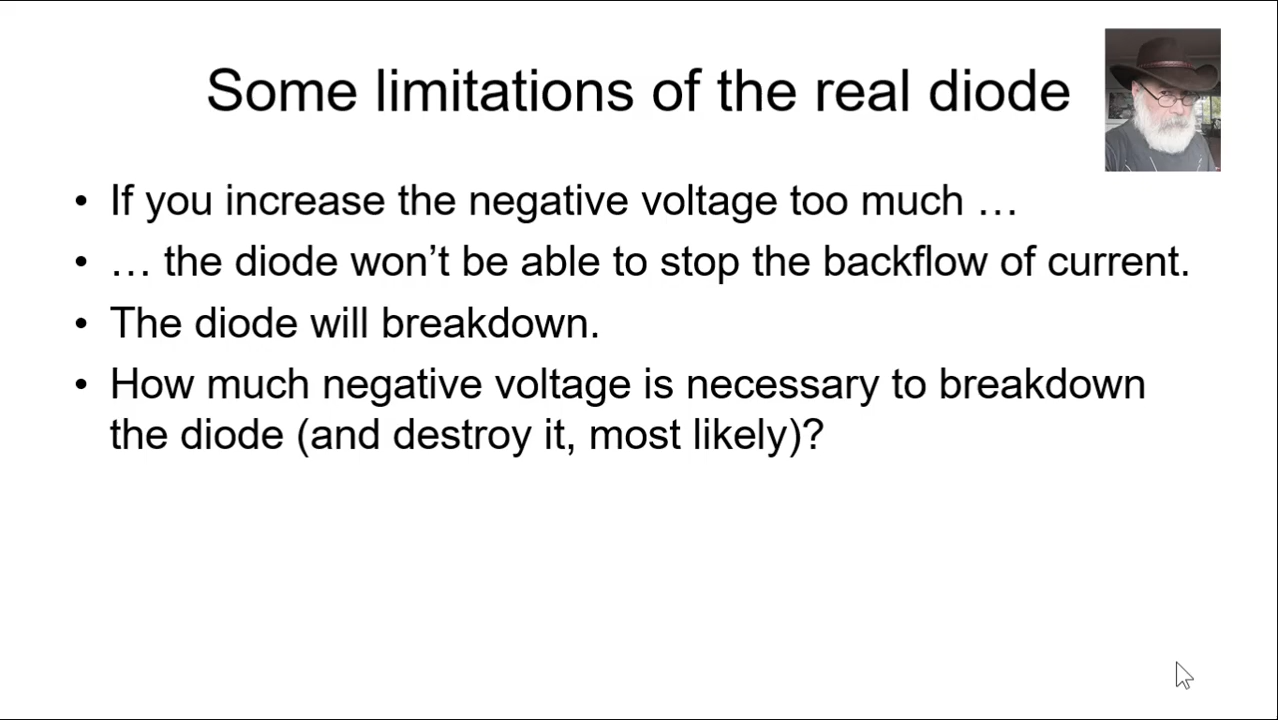 Some limitations of the real diode
• If you increase the negative voltage too much …
• … the diode won’t be able to stop the backflow of current.
• The diode will breakdown.
• How much negative voltage is necessary to breakdown
the diode (and destroy it, most likely)?